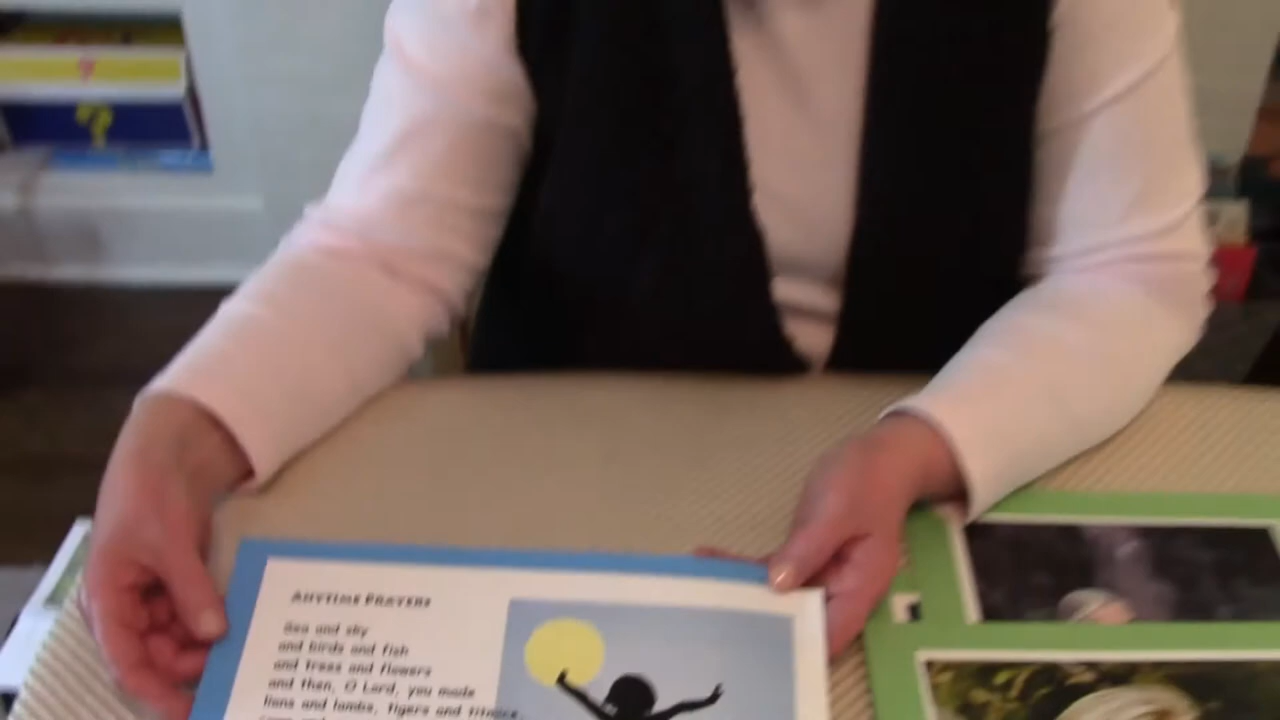 ANYTIME PRAYERS
Sea and sky
and birds and fish
and trees and flowers
and then, O Lord, you made
lions and lambs, tigers and
?